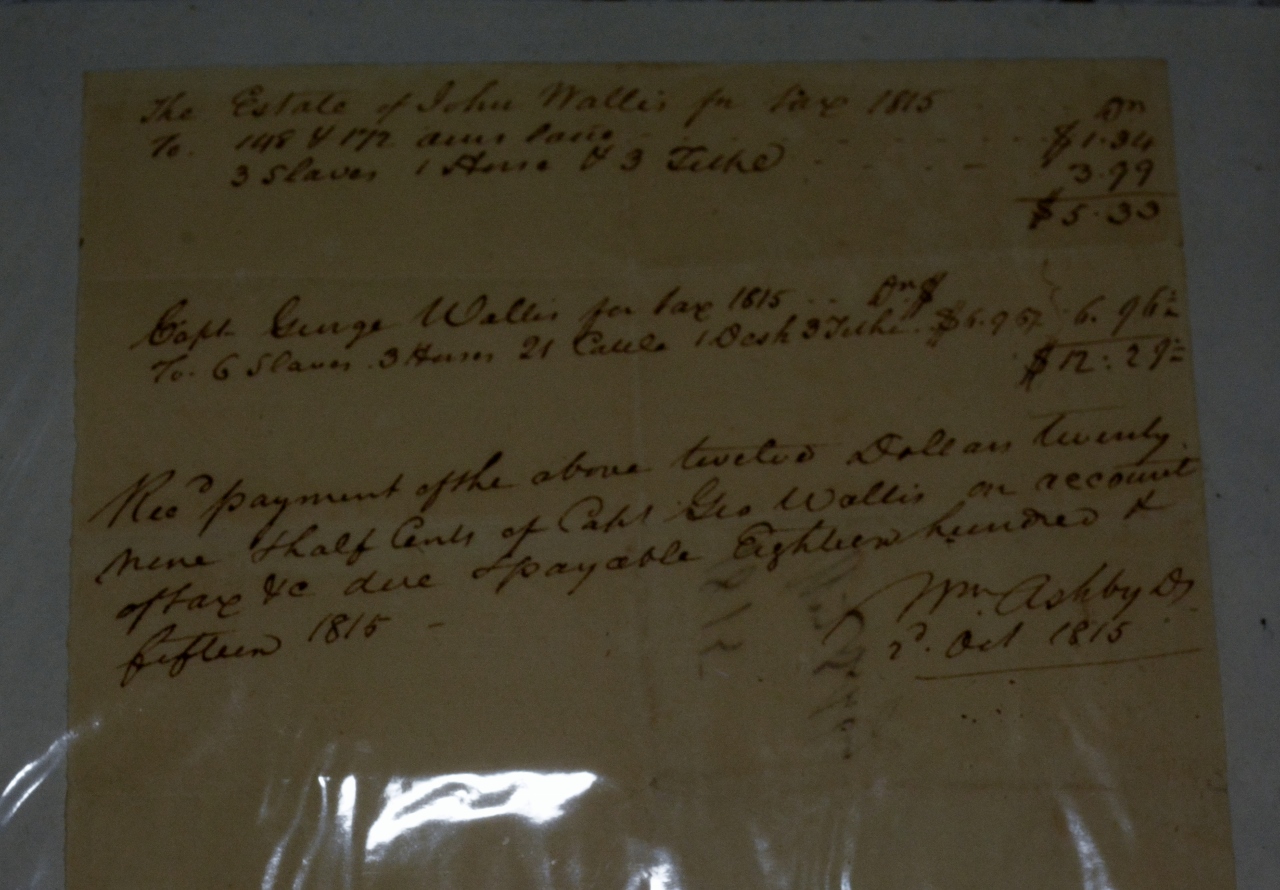 The Estate of John Wallis for tax 1815 Dr
To. 148 & 172 acres land $1.34
3 Slaves 1 Horse & 3 Tithe 3.99
$5.33
Capt. George Wallis for tax 1815 Dr $
To. 6 Slaves 3 Horses 21 Cattle 1 Desk 3 Tithe. 6.96½
$12.29½
Recd payment of the above twelve Dollars twenty
nine & half Cents of Capt Geo Wallis on account
of tax &c due & payable Eighteen hundred &
fifteen 1815 -
Wm. Ashby DS
2d. Oct 1815